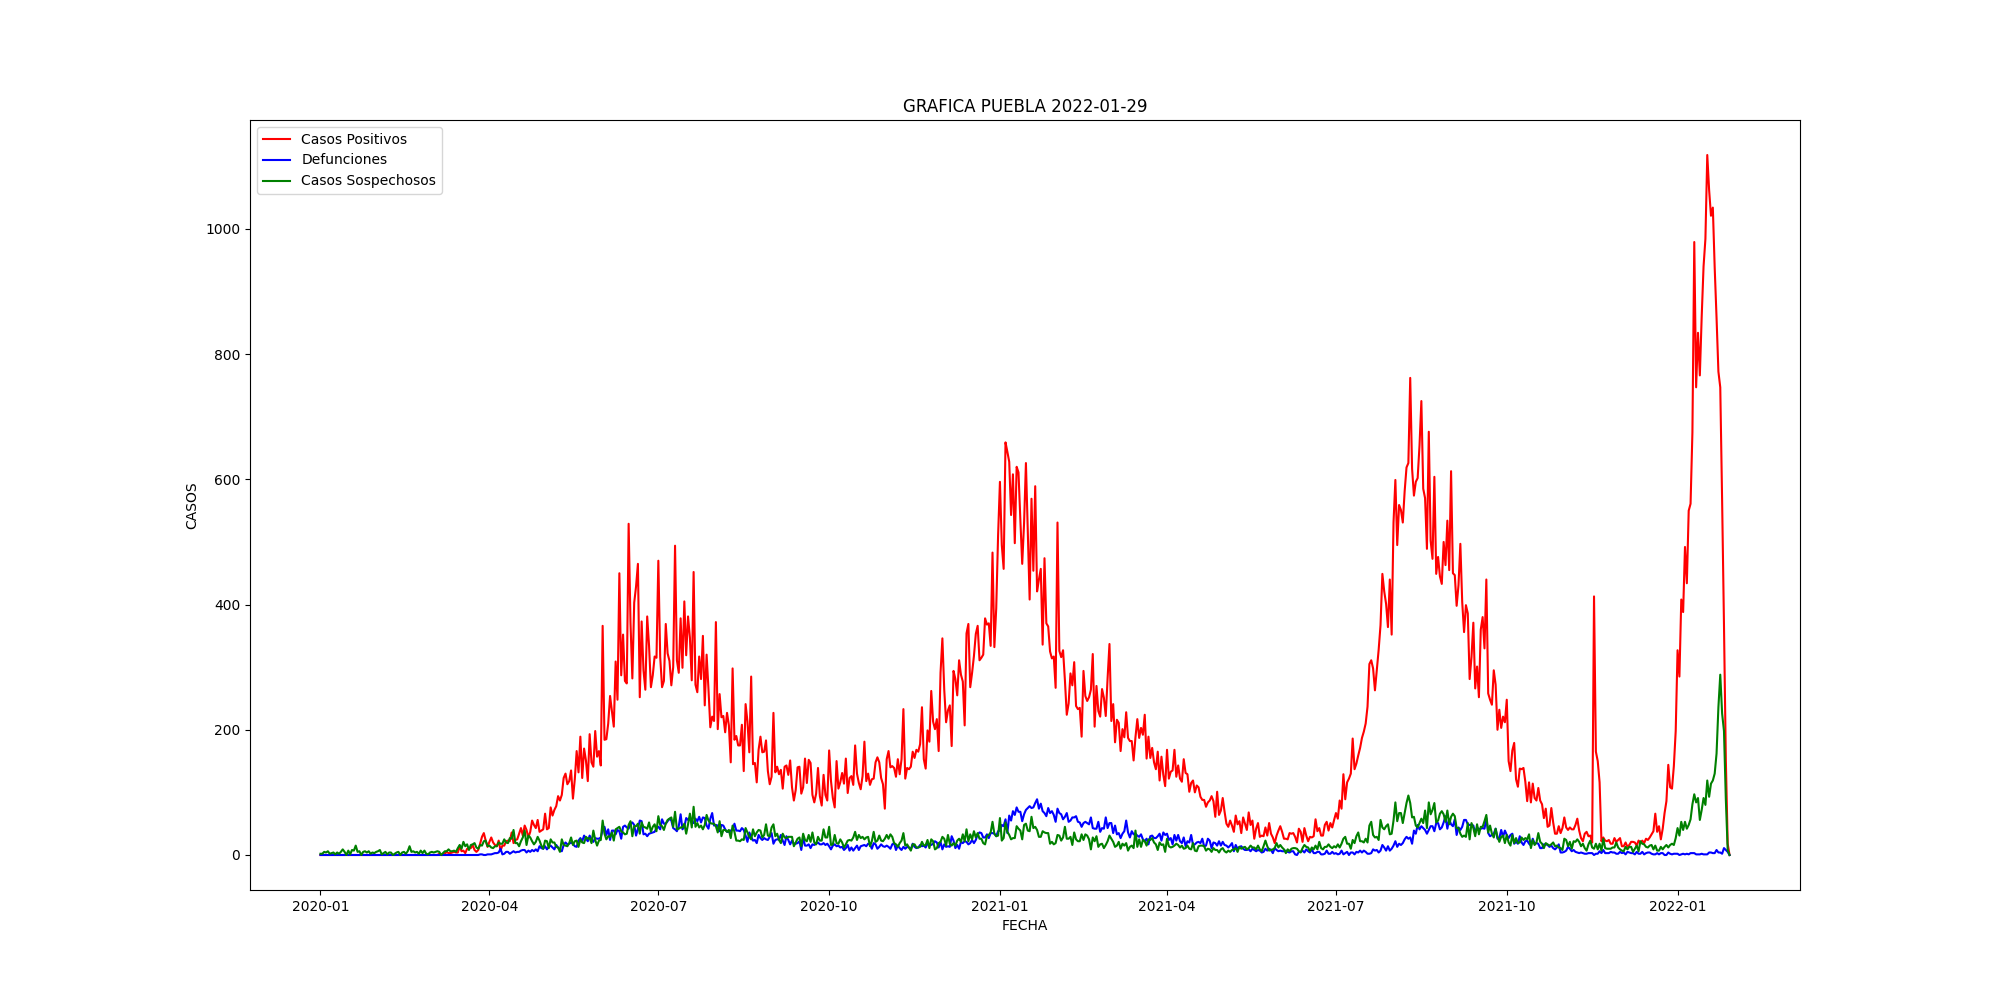 GRAFICA PUEBLA 2022-01-29
Casos Positivos
Defunciones
Casos Sospechosos
1000
800
600
400
200
0
CASOS
2020-01 2020-04 2020-07 2020-10 2021-01 2021-04 2021-07 2021-10 2022-01
FECHA